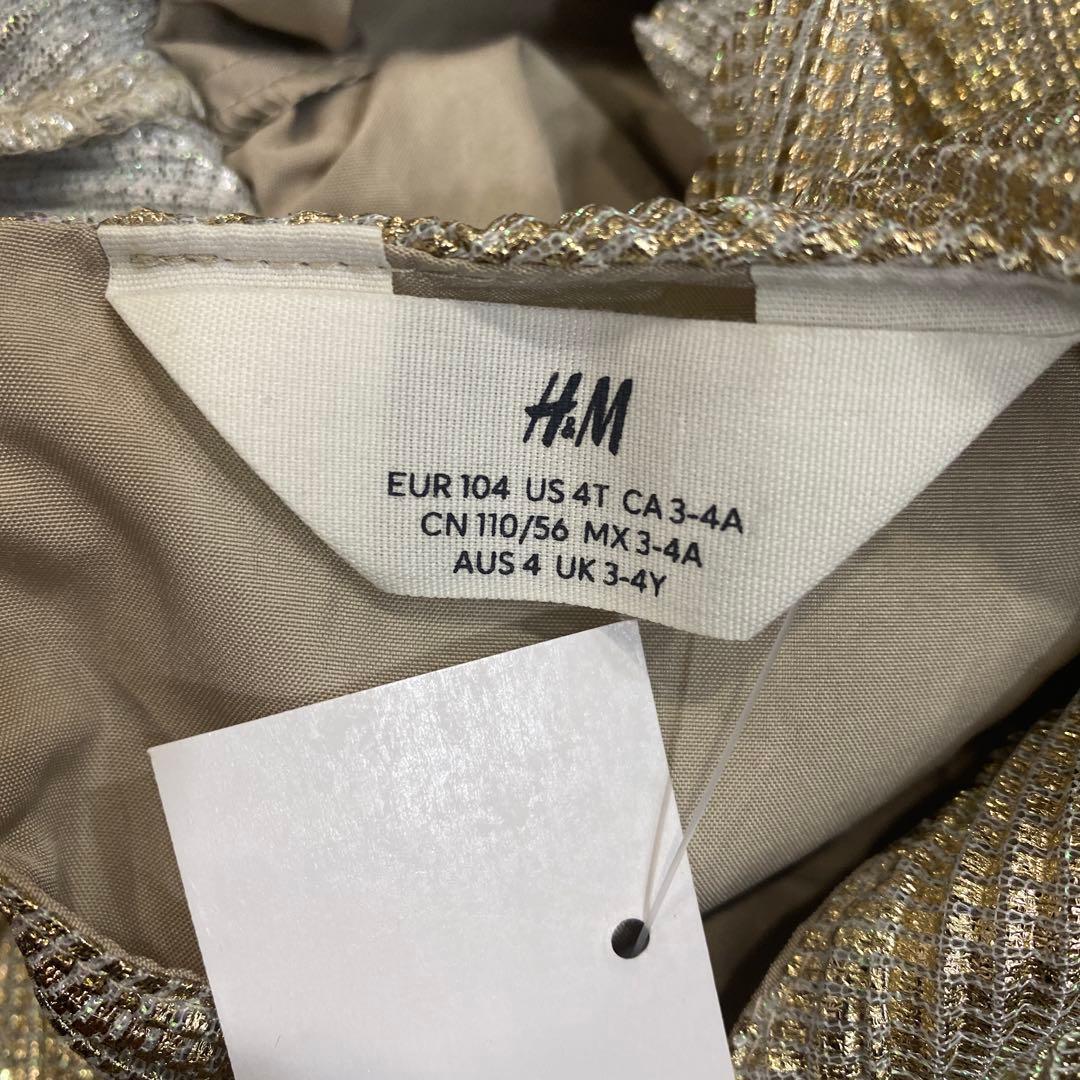 H&M
EUR 104 US 4T CA 3-4A
CN 110/56 MX 3-4A
AUS 4 UK 3-4Y